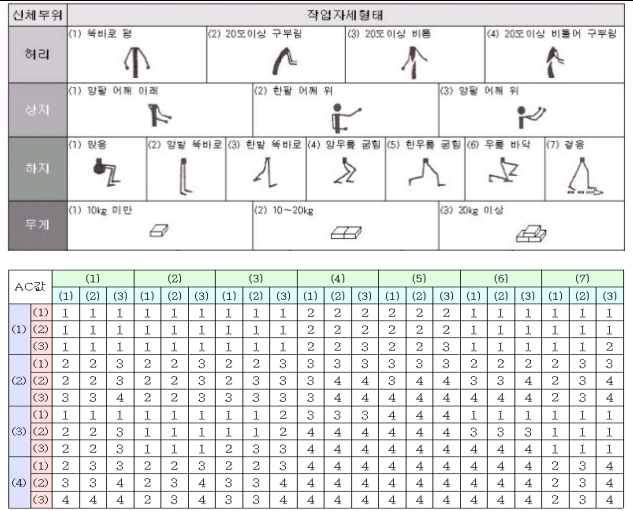 신체부위 작업자세형태
허리 (1) 똑바로 폄 (2) 20도이상 구부림 (3) 20도이상 비틈 (4) 20도이상 비틀어 구부림
상지 (1) 양팔 어깨 아래 (2) 한팔 어깨 위 (3) 양팔 어깨 위
하지 (1) 앉음 (2) 양발 똑바로 (3) 한발 똑바로 (4) 양무릎 굽힘 (5) 한무릎 굽힘 (6) 무릎 바닥 (7) 걸음
무게 (1) 10kg 미만 (2) 10~20kg (3) 20kg 이상
AC값 (1) (2) (3) (4) (5) (6) (7)
(1) (2) (3) (1) (2) (3) (1) (2) (3) (1) (2) (3) (1) (2) (3) (1) (2) (3) (1) (2) (3)
(1) (1) 1 1 1 1 1 1 1 1 1 2 2 2 2 2 2 1 1 1 1 1 1
(2) 1 1 1 1 1 1 1 1 1 2 2 2 2 2 2 1 1 1 1 1 1
(3) 1 1 1 1 1 1 1 1 1 2 2 3 2 2 3 1 1 1 1 1 2
(2) (1) 2 2 3 2 2 3 2 2 3 3 3 3 3 3 3 2 2 2 2 3 3
(2) 2 2 3 2 2 3 2 3 3 3 4 4 3 4 4 3 3 4 2 3 4
(3) 3 3 4 2 2 3 3 3 3 3 4 4 4 4 4 4 4 4 2 3 4
(3) (1) 1 1 1 1 1 1 1 1 2 3 3 3 4 4 4 1 1 1 1 1 1
(2) 2 2 3 1 1 1 1 1 2 4 4 4 4 4 4 3 3 3 1 1 1
(3) 2 2 3 1 1 1 2 3 3 4 4 4 4 4 4 4 4 4 1 1 1
(4) (1) 2 3 3 2 2 3 2 2 3 4 4 4 4 4 4 4 4 4 2 3 4
(2) 3 3 4 2 3 4 3 3 4 4 4 4 4 4 4 4 4 4 2 3 4
(3) 4 4 4 2 3 4 3 3 4 4 4 4 4 4 4 4 4 4 2 3 4